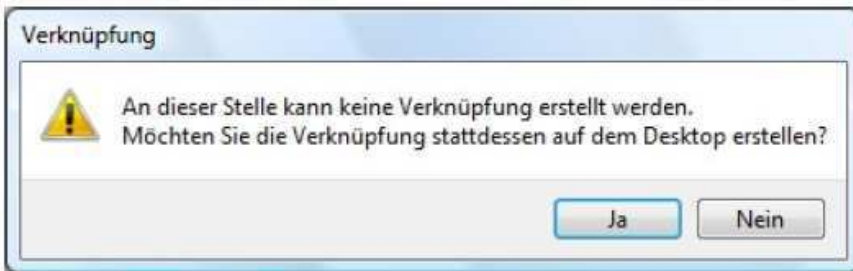 Verknüpfung
An dieser Stelle kann keine Verknüpfung erstellt werden.
Möchten Sie die Verknüpfung stattdessen auf dem Desktop erstellen?
Ja Nein